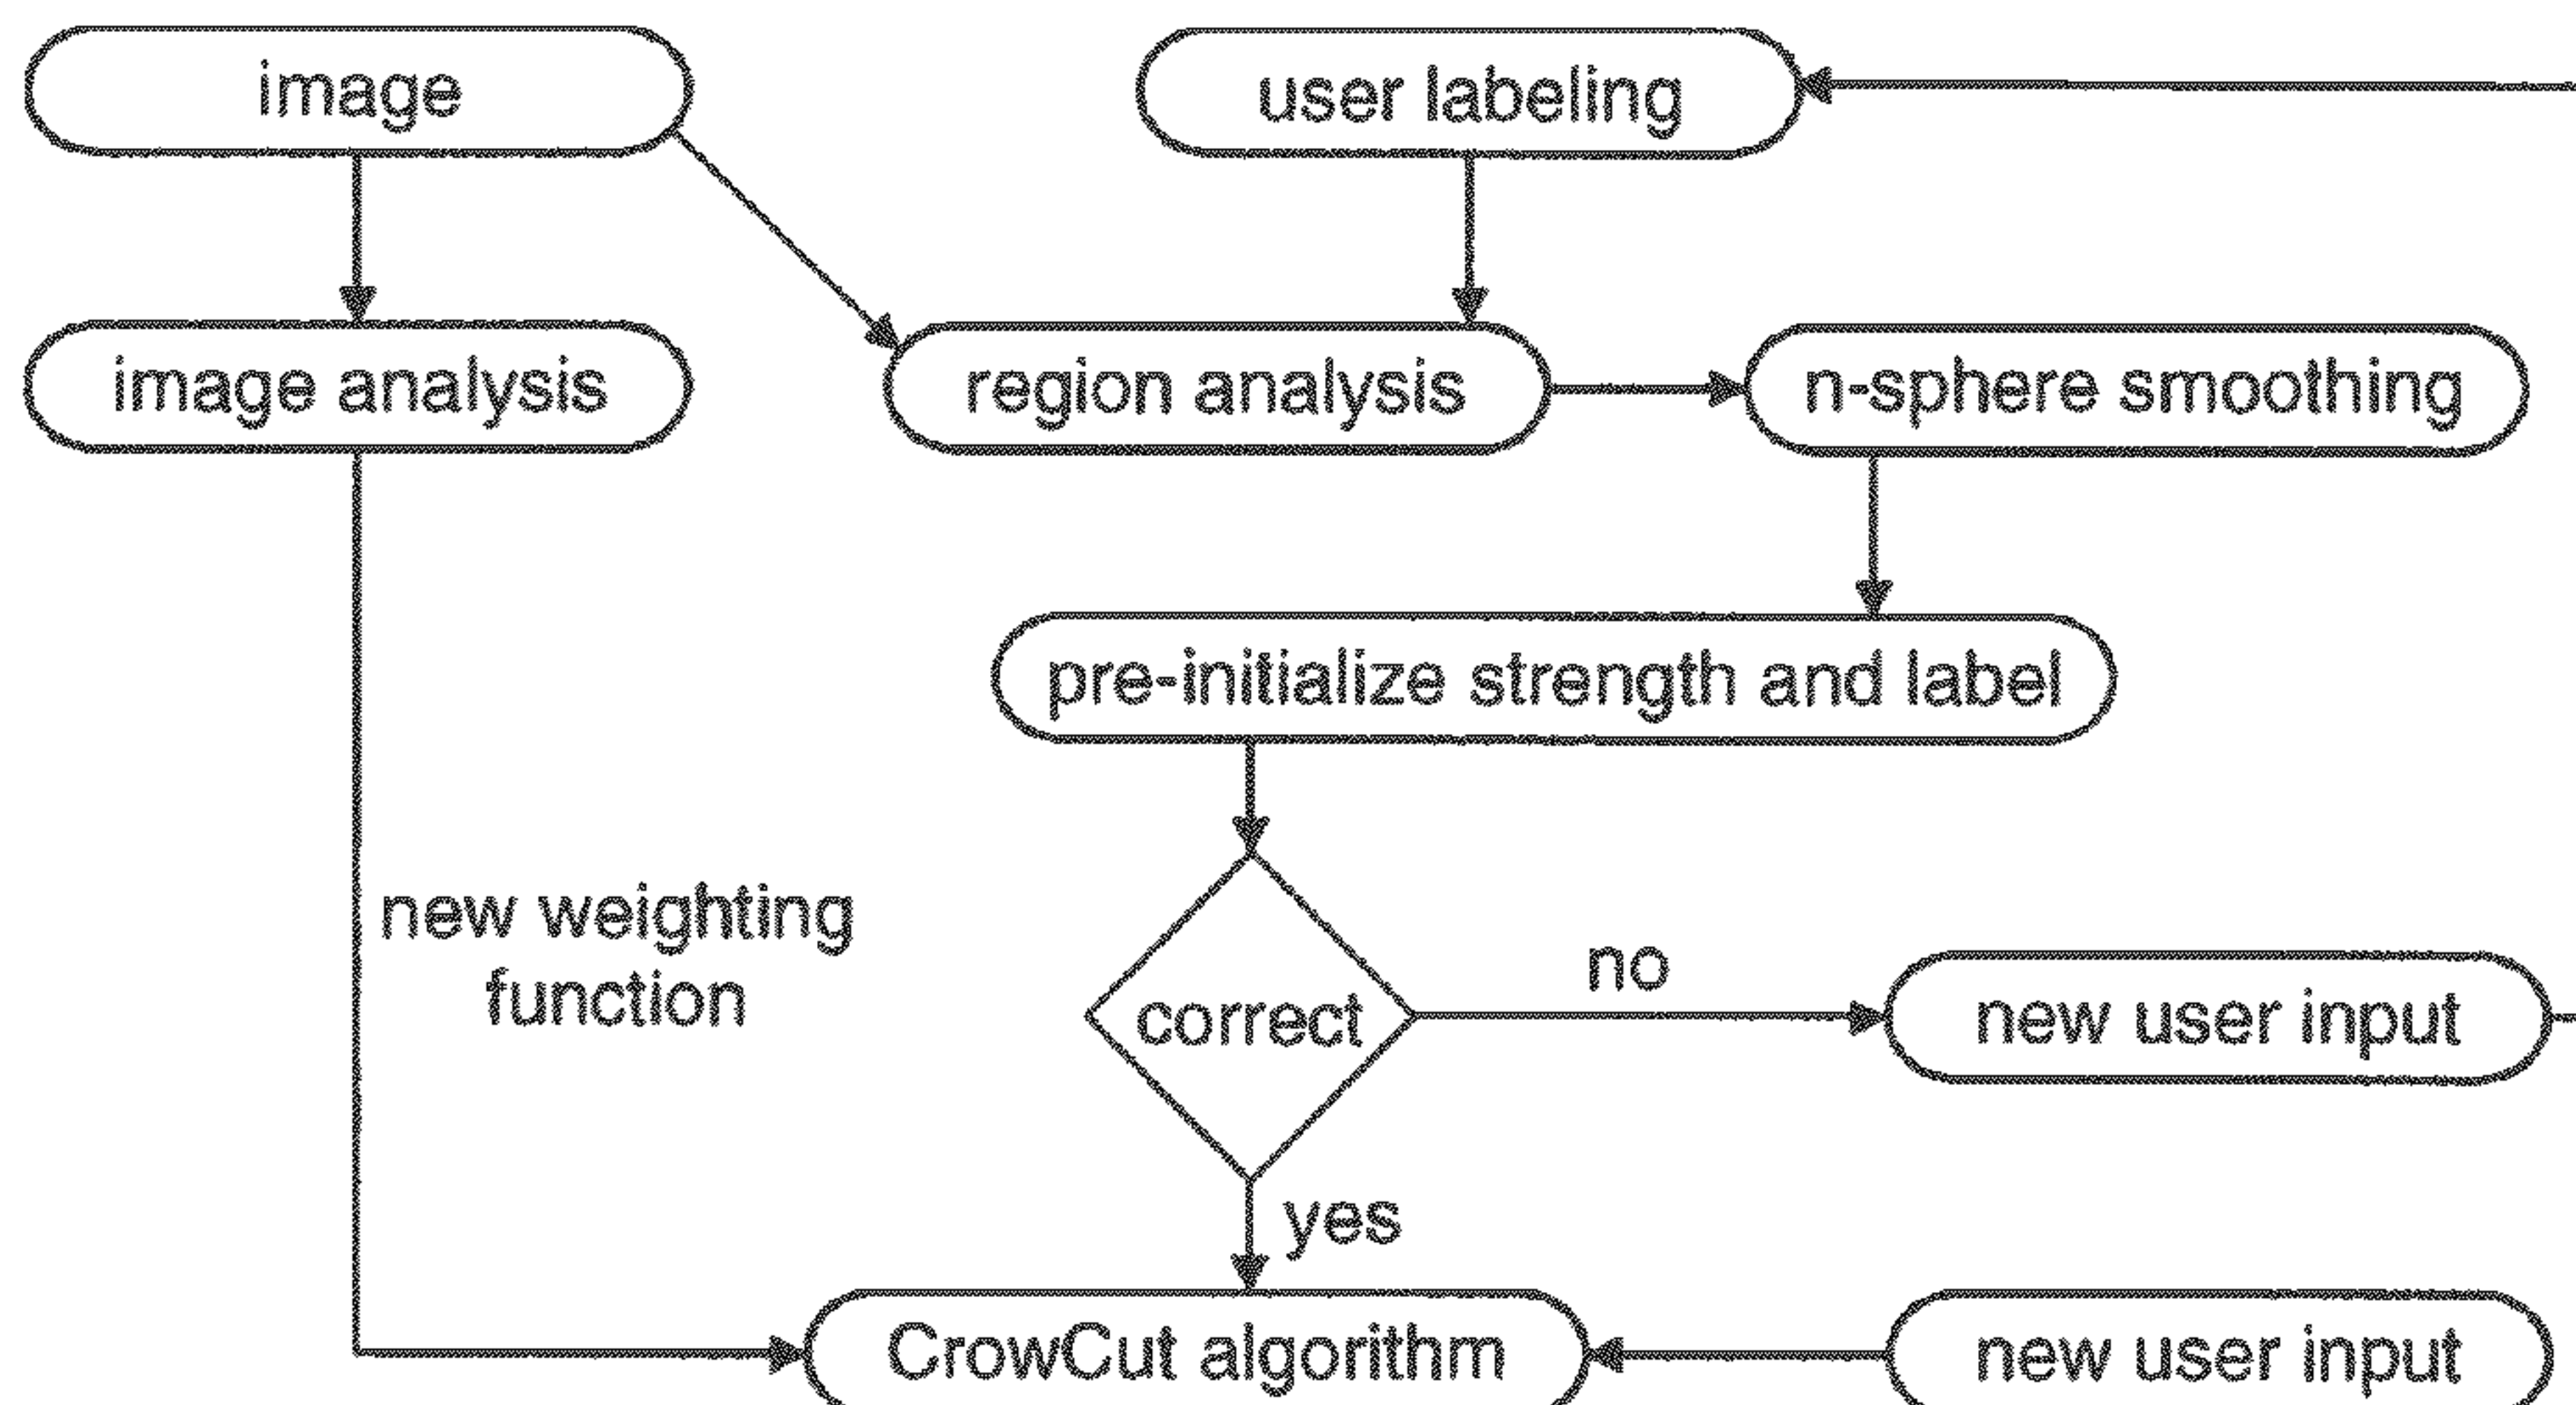 image
user labeling
image analysis
region analysis
n-sphere smoothing
pre-initialize strength and label
new weighting
function
correct
no
new user input
yes
CrowCut algorithm
new user input